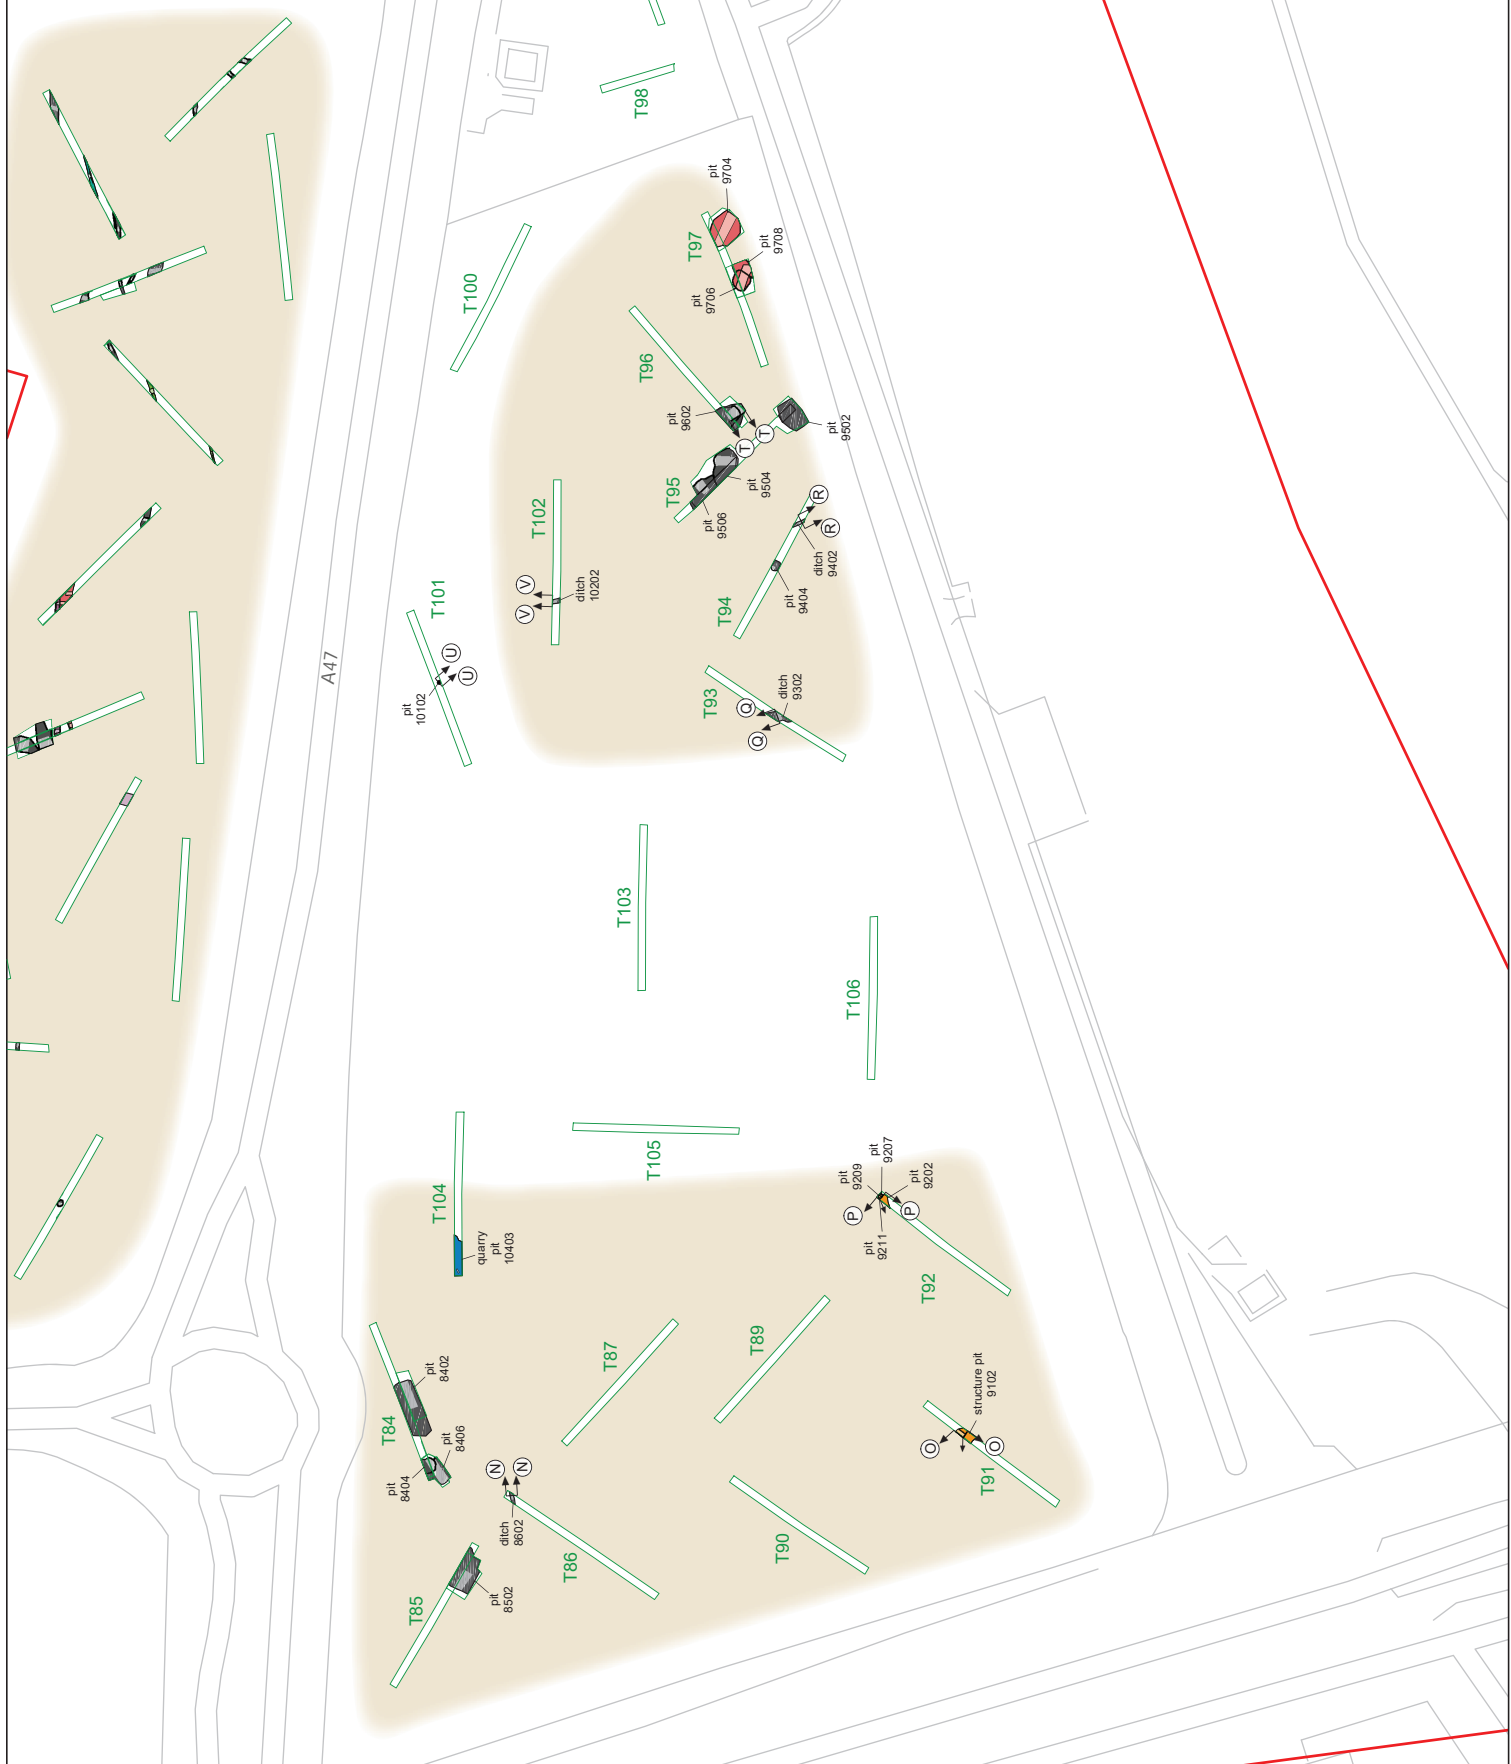 T98
pit
9704
T97
pit
9708
pit
9706
T100
T96
pit
9602
T
T
pit
9502
T95
pit
9504
pit
9506
T102
V
V
ditch
10202
R
R
ditch
9402
pit
9404
T94
T101
U
U
pit
10102
A47
T93
Q
Q
ditch
9302
T103
T106
T105
T104
quarry
pit
10403
pit
9209
pit
9207
pit
9202
P
P
pit
9211
T92
T87
T89
T84
pit
8402
pit
8406
pit
8404
N
N
ditch
8602
T86
T85
pit
8502
T90
structure pit
9102
O
O
T91